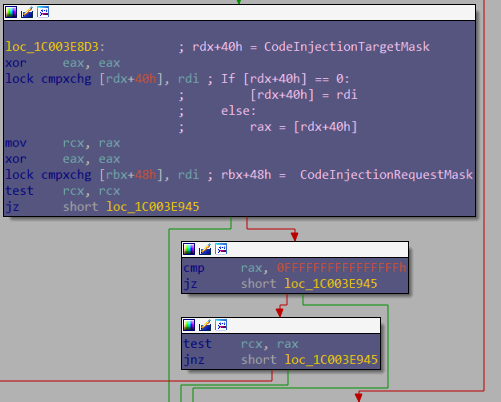 loc_1C003E8D3: ; rdx+40h = CodeInjectionTargetMask
xor eax, eax
lock cmpxchg [rdx+40h], rdi ; If [rdx+40h] == 0:
; [rdx+40h] = rdi
; else:
; rax = [rdx+40h]
mov rcx, rax
xor eax, eax
lock cmpxchg [rbx+48h], rdi ; rbx+48h = CodeInjectionRequestMask
test rcx, rcx
jz short loc_1C003E945
cmp rax, 0FFFFFFFFFFFFFFFFh
jz short loc_1C003E945
test rcx, rax
jnz short loc_1C003E945